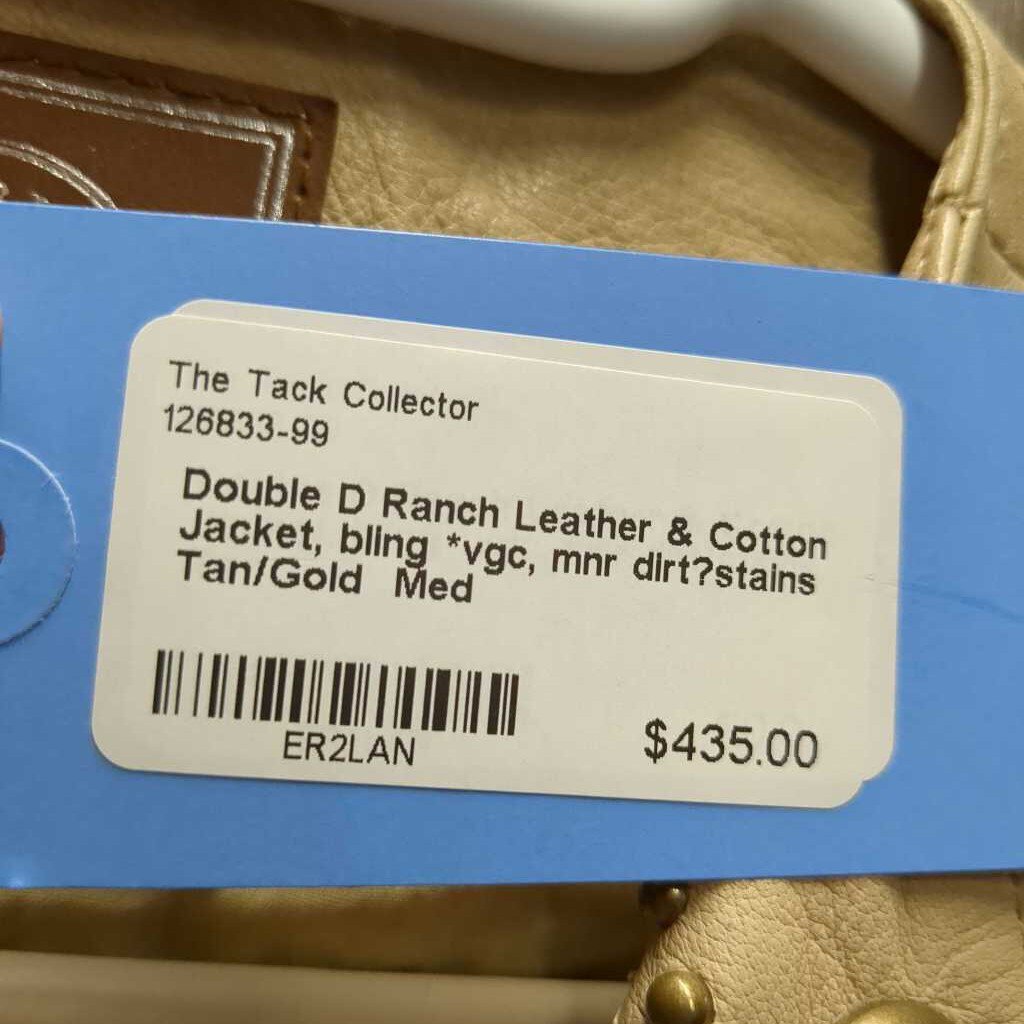 The Tack Collector
126833-99
Double D Ranch Leather & Cotton
Jacket, bling *vgc, mnr dirt?stains
Tan/Gold Med
ER2LAN
$435.00